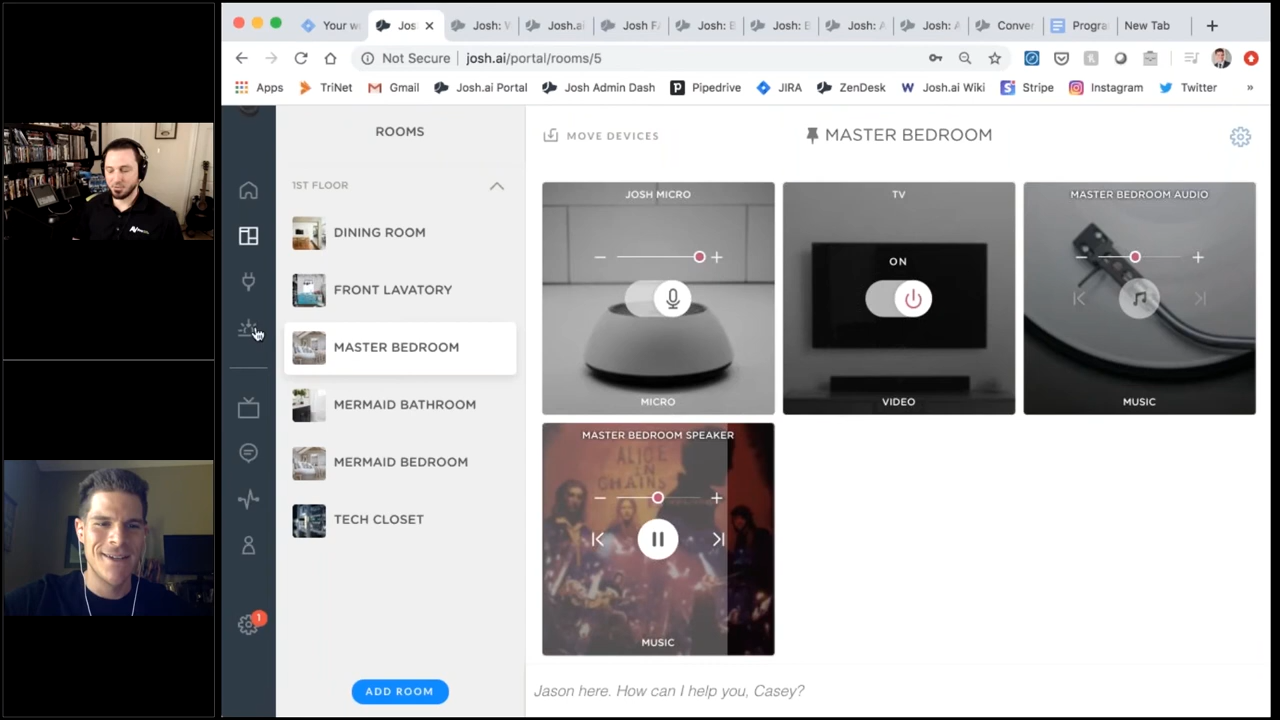 Your w
Jos
Josh: W
Josh.ai
Josh FA
Josh: B
Josh: B
Josh: A
Josh: A
Conver
Progra
New Tab
Not Secure
josh.ai/portal/rooms/5
Apps
TriNet
Gmail
Josh.ai Portal
Josh Admin Dash
Pipedrive
JIRA
ZenDesk
Josh.ai Wiki
Stripe
Instagram
Twitter
»
ROOMS
MOVE DEVICES
MASTER BEDROOM
1ST FLOOR
DINING ROOM
FRONT LAVATORY
MASTER BEDROOM
MERMAID BATHROOM
MERMAID BEDROOM
TECH CLOSET
ADD ROOM
1
JOSH MICRO
MICRO
TV
ON
VIDEO
MASTER BEDROOM AUDIO
MUSIC
MASTER BEDROOM SPEAKER
ALICE
IN
CHAINS
MUSIC
Jason here. How can I help you, Casey?